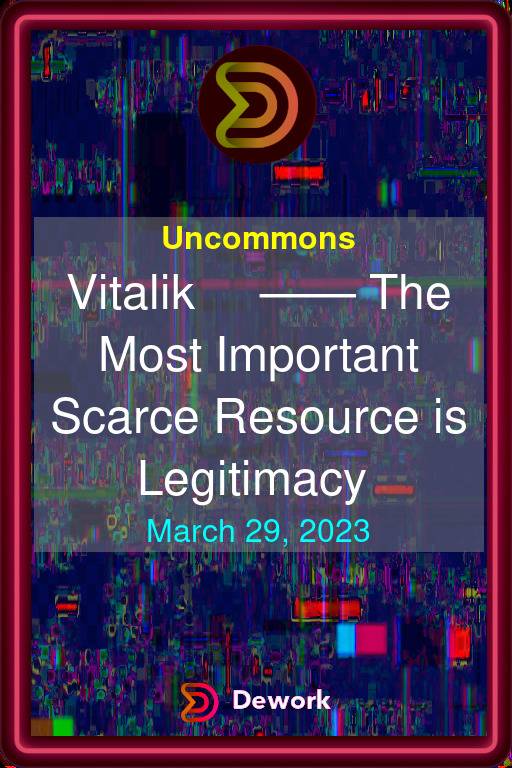 Uncommons
Vitalik —— The
Most Important
Scarce Resource is
Legitimacy
March 29, 2023
Dework